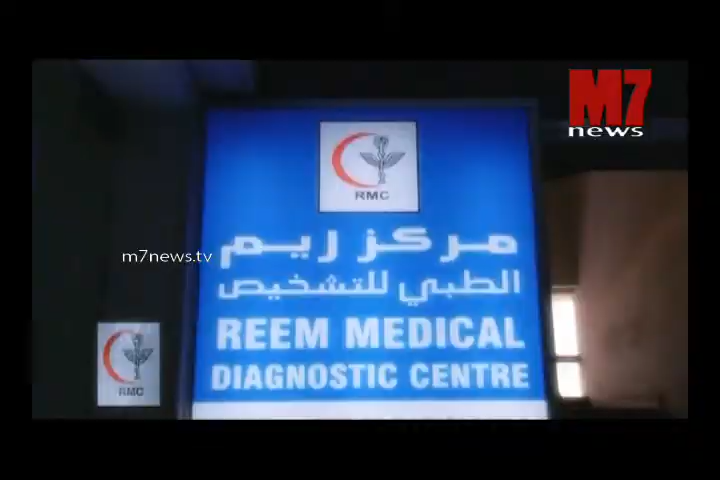 M7
news
RMC
m7news.tv
مركز ريم
الطبي للتشخيص
REEM MEDICAL
DIAGNOSTIC CENTRE
RMC